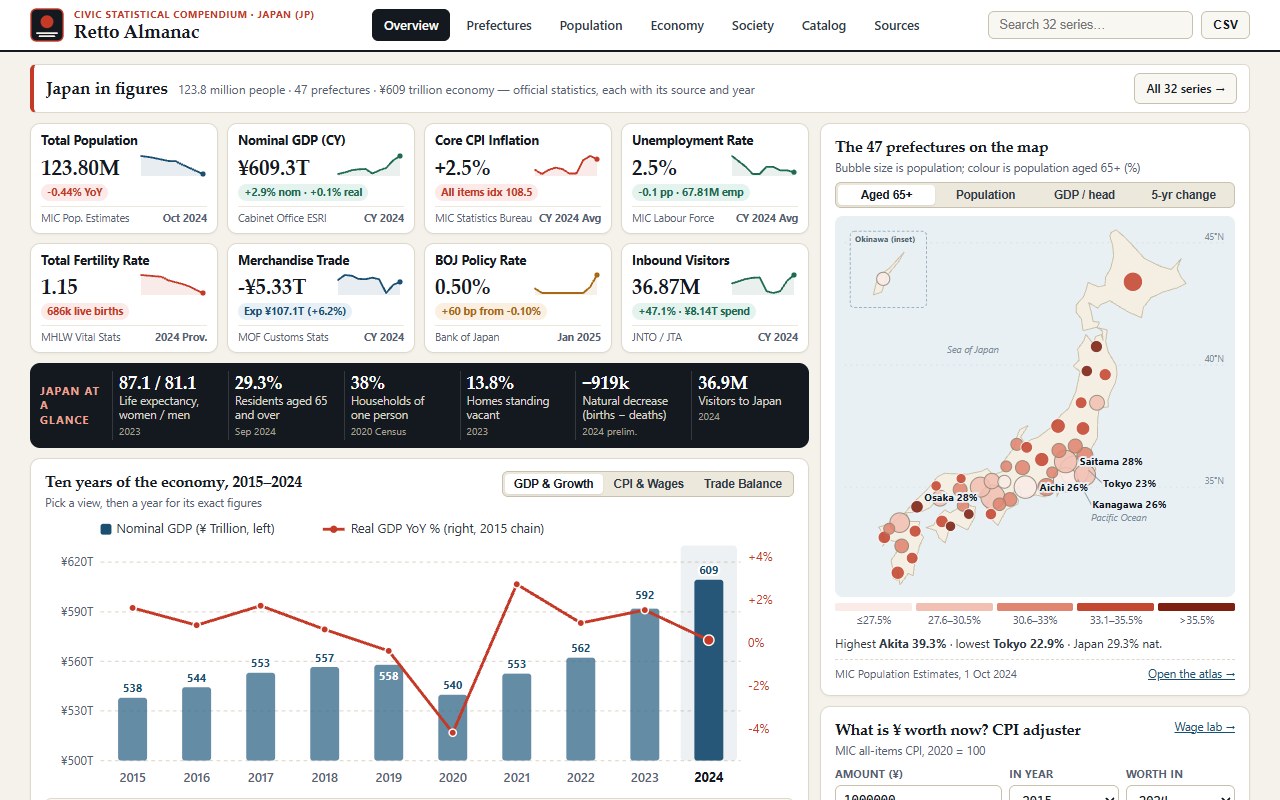 CIVIC STATISTICAL COMPENDIUM · JAPAN (JP)
Retto Almanac
Overview
Prefectures
Population
Economy
Society
Catalog
Sources
Search 32 series…
CSV
Japan in figures
123.8 million people · 47 prefectures · ¥609 trillion economy — official statistics, each with its source and year
All 32 series →
Total Population
123.80M
-0.44% YoY
MIC Pop. Estimates Oct 2024
Nominal GDP (CY)
¥609.3T
+2.9% nom · +0.1% real
Cabinet Office ESRI CY 2024
Core CPI Inflation
+2.5%
All items idx 108.5
MIC Statistics Bureau CY 2024 Avg
Unemployment Rate
2.5%
-0.1 pp · 67.81M emp
MIC Labour Force CY 2024 Avg
Total Fertility Rate
1.15
686k live births
MHLW Vital Stats 2024 Prov.
Merchandise Trade
-¥5.33T
Exp ¥107.1T (+6.2%)
MOF Customs Stats CY 2024
BOJ Policy Rate
0.50%
+60 bp from -0.10%
Bank of Japan Jan 2025
Inbound Visitors
36.87M
+47.1% · ¥8.14T spend
JNTO / JTA CY 2024
JAPAN AT
A
GLANCE
87.1 / 81.1
Life expectancy,
women / men
2023
29.3%
Residents aged 65
and over
Sep 2024
38%
Households of
one person
2020 Census
13.8%
Homes standing
vacant
2023
−919k
Natural decrease
(births − deaths)
2024 prelim.
36.9M
Visitors to Japan
2024
Ten years of the economy, 2015–2024
Pick a view, then a year for its exact figures
GDP & Growth
CPI & Wages
Trade Balance
Nominal GDP (¥ Trillion, left)
Real GDP YoY % (right, 2015 chain)
¥620T
¥590T
¥560T
¥530T
¥500T
538
544
553
557
558
540
553
562
592
609
+4%
+2%
0%
-2%
-4%
2015
2016
2017
2018
2019
2020
2021
2022
2023
2024
The 47 prefectures on the map
Bubble size is population; colour is population aged 65+ (%)
Aged 65+
Population
GDP / head
5-yr change
Okinawa (inset)
45°N
Sea of Japan
40°N
35°N
Saitama 28%
Tokyo 23%
Aichi 26%
Osaka 28%
Kanagawa 26%
Pacific Ocean
≤27.5%
27.6–30.5%
30.6–33%
33.1–35.5%
>35.5%
Highest Akita 39.3% · lowest Tokyo 22.9% · Japan 29.3% nat.
MIC Population Estimates, 1 Oct 2024
Open the atlas →
What is ¥ worth now? CPI adjuster
Wage lab →
MIC all-items CPI, 2020 = 100
AMOUNT (¥)
IN YEAR
WORTH IN
1000000
2015
2024